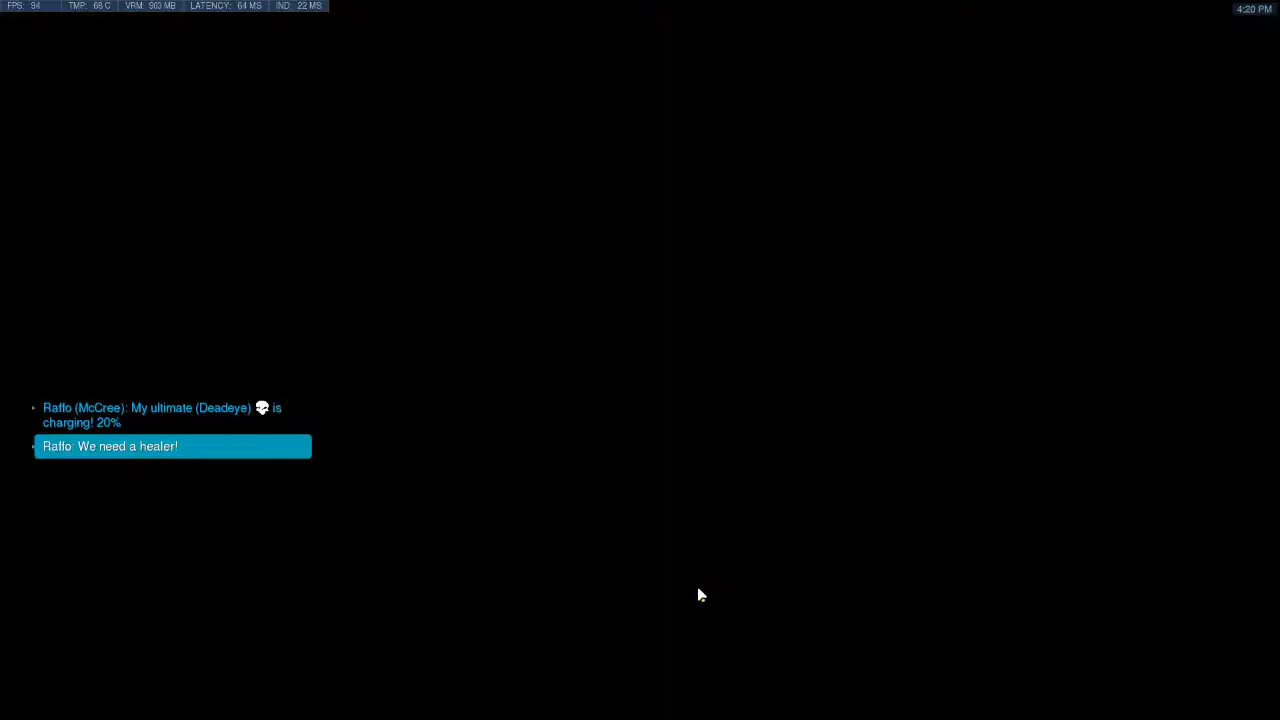 FPS: 94 TMP: 68 C VRM: 903 MB LATENCY: 64 MS IND: 22 MS
4:20 PM
Raffo (McCree): My ultimate (Deadeye) is
charging! 20%
Raffo: We need a healer!